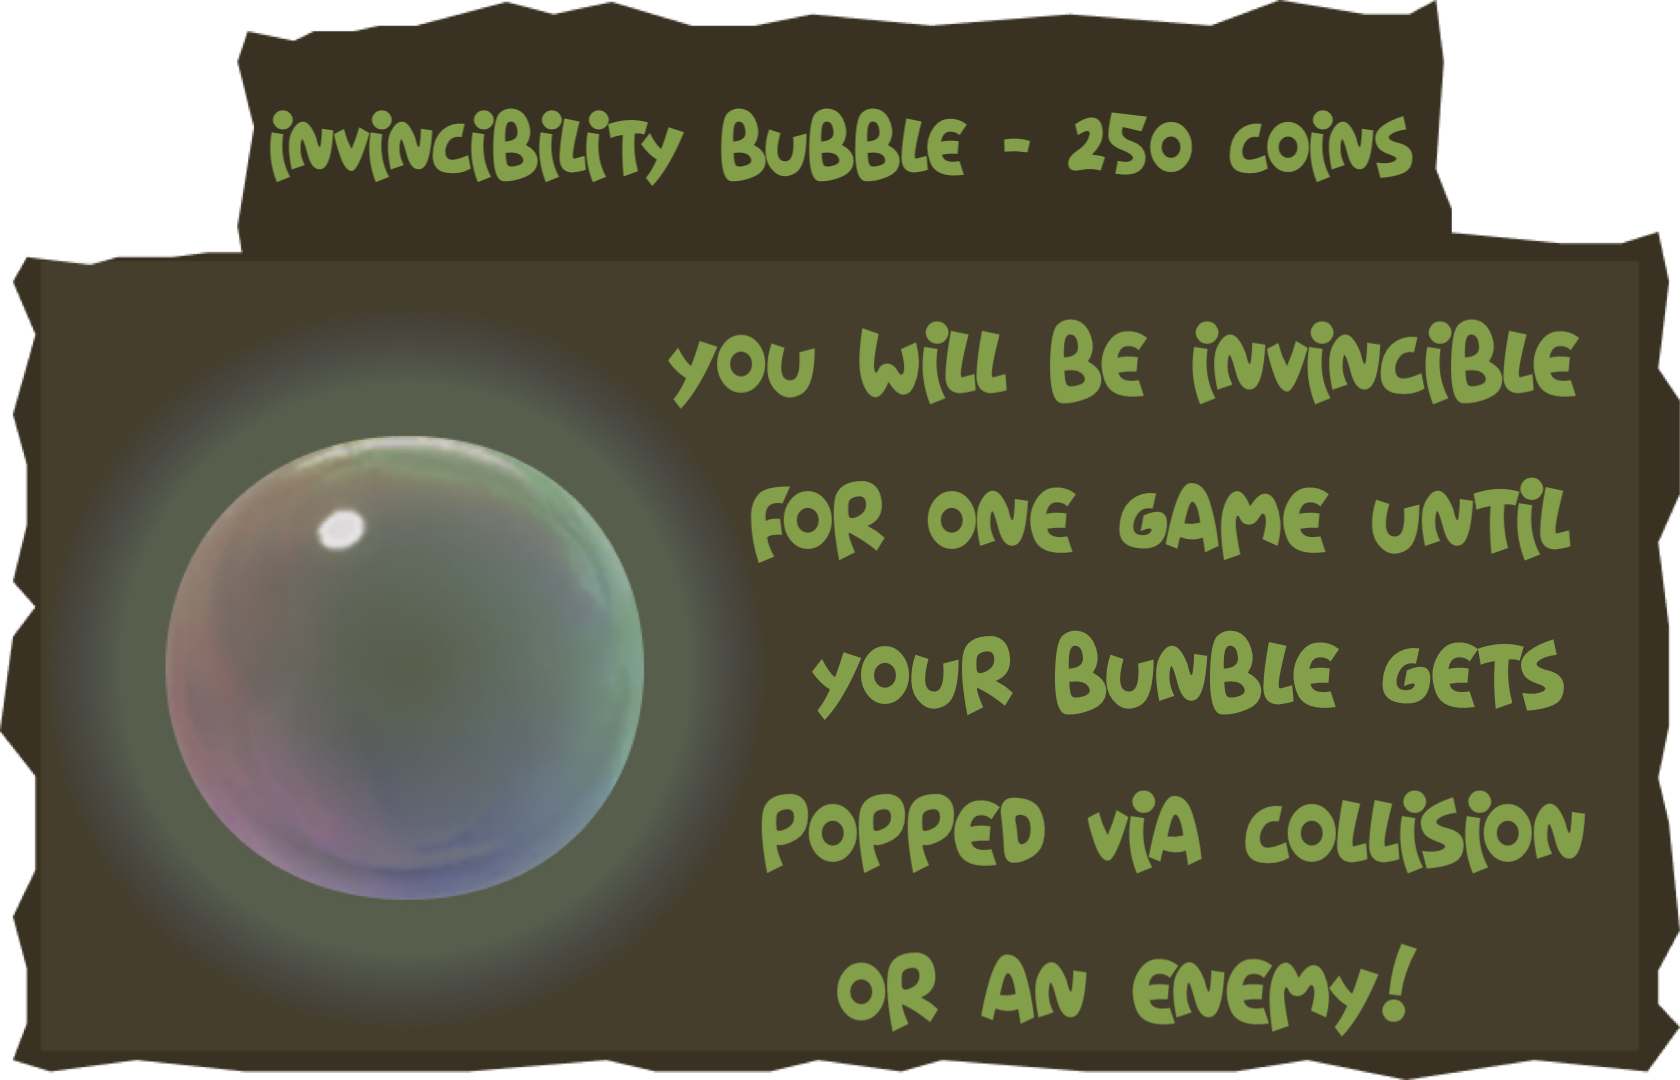 INVINCIBILITY BUBBLE - 250 COINS
YOU WILL BE INVINCIBLE
FOR ONE GAME UNTIL
YOUR BUNBLE GETS
POPPED VIA COLLISION
OR AN ENEMY!